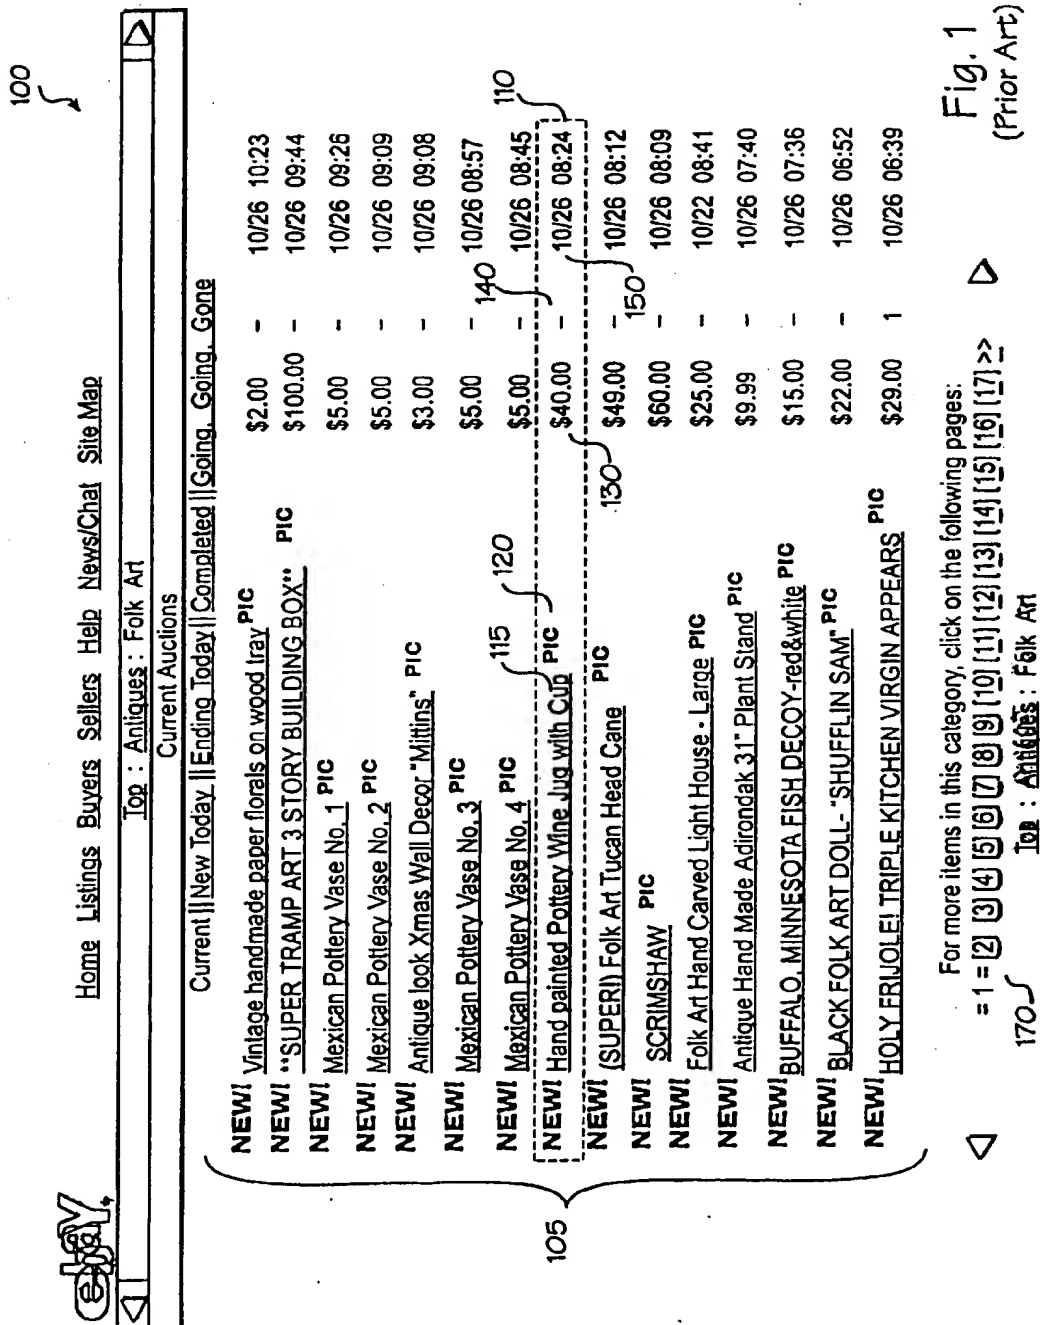 100
ebaY
Home Listings Buyers Sellers Help News/Chat Site Map
Top : Antiques : Folk Art
Current Auctions
Current || New Today || Ending Today || Completed || Going, Going, Gone
NEW! Vintage handmade paper florals on wood tray PIC $2.00 - 10/26 10:23
NEW! **SUPER TRAMP ART 3 STORY BUILDING BOX** PIC $100.00 - 10/26 09:44
NEW! Mexican Pottery Vase No. 1 PIC $5.00 - 10/26 09:26
NEW! Mexican Pottery Vase No. 2 PIC $5.00 - 10/26 09:09
NEW! Antique look Xmas Wall Decor "Mittins" PIC $3.00 - 10/26 09:08
NEW! Mexican Pottery Vase No. 3 PIC $5.00 - 10/26 08:57
NEW! Mexican Pottery Vase No. 4 PIC $5.00 - 10/26 08:45
NEW! Hand painted Pottery Wine Jug with Cup PIC $40.00 - 10/26 08:24
NEW! (SUPER!) Folk Art Tucan Head Cane PIC $49.00 - 10/26 08:12
NEW! SCRIMSHAW PIC $60.00 - 10/26 08:09
NEW! Folk Art Hand Carved Light House - Large PIC $25.00 - 10/22 08:41
NEW! Antique Hand Made Adirondak 31" Plant Stand PIC $9.99 - 10/26 07:40
NEW! BUFFALO, MINNESOTA FISH DECOY-red&white PIC $15.00 - 10/26 07:36
NEW! BLACK FOLK ART DOLL- "SHUFFLIN SAM" PIC $22.00 - 10/26 06:52
NEW! HOLY FRIJOLE! TRIPLE KITCHEN VIRGIN APPEARS PIC $29.00 1 10/26 06:39
105
115
120
130
140
150
110
For more items in this category, click on the following pages:
= 1 = [2] [3] [4] [5] [6] [7] [8] [9] [10] [11] [12] [13] [14] [15] [16] [17] >>
170
Top : Antiques : Folk Art
Fig. 1
(Prior Art)